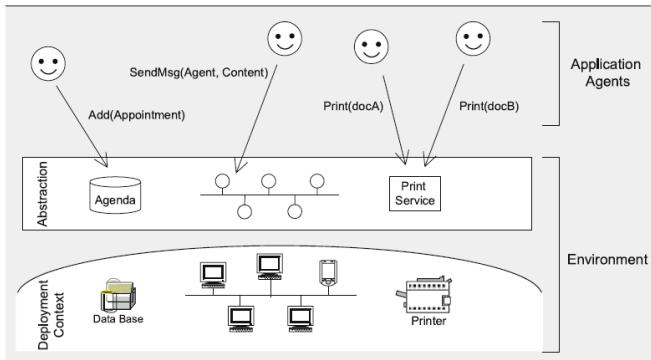 SendMsg(Agent, Content)
Add(Appointment)
Print(docA)
Print(docB)
Application
Agents
Abstraction
Agenda
Print
Service
Environment
Deployment
Context
Data Base
Printer